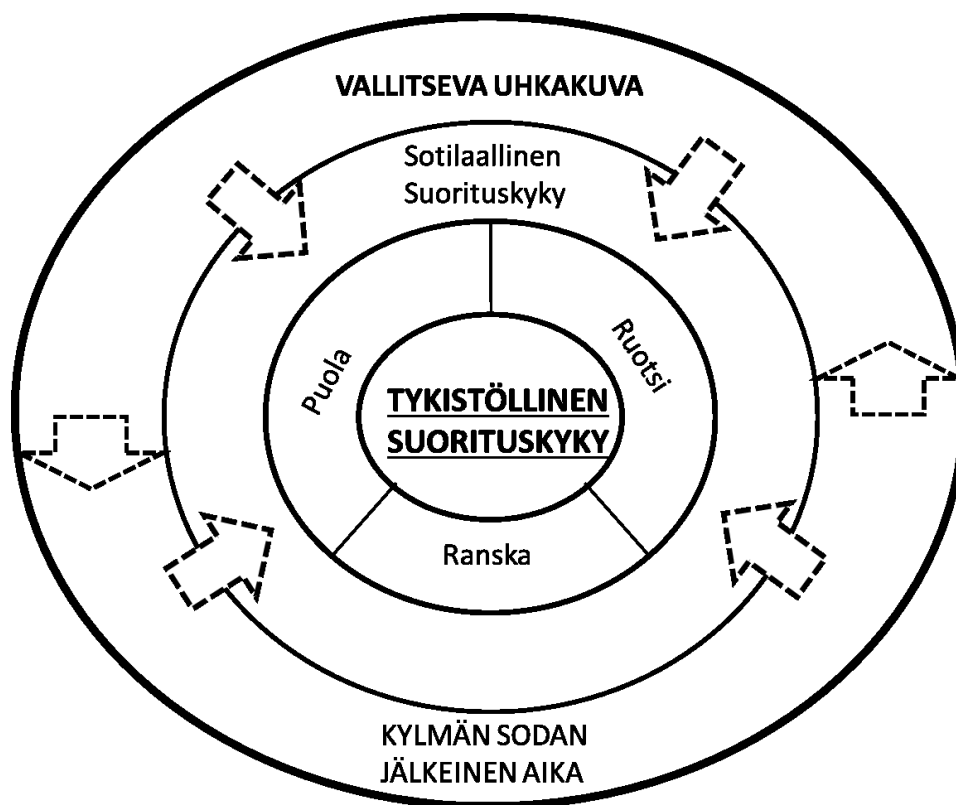 VALLITSEVA UHKAKUVA
Sotilaallinen
Suorituskyky
Puola
Ruotsi
TYKISTÖLLINEN
SUORITUSKYKY
Ranska
KYLMÄN SODAN
JÄLKEINEN AIKA